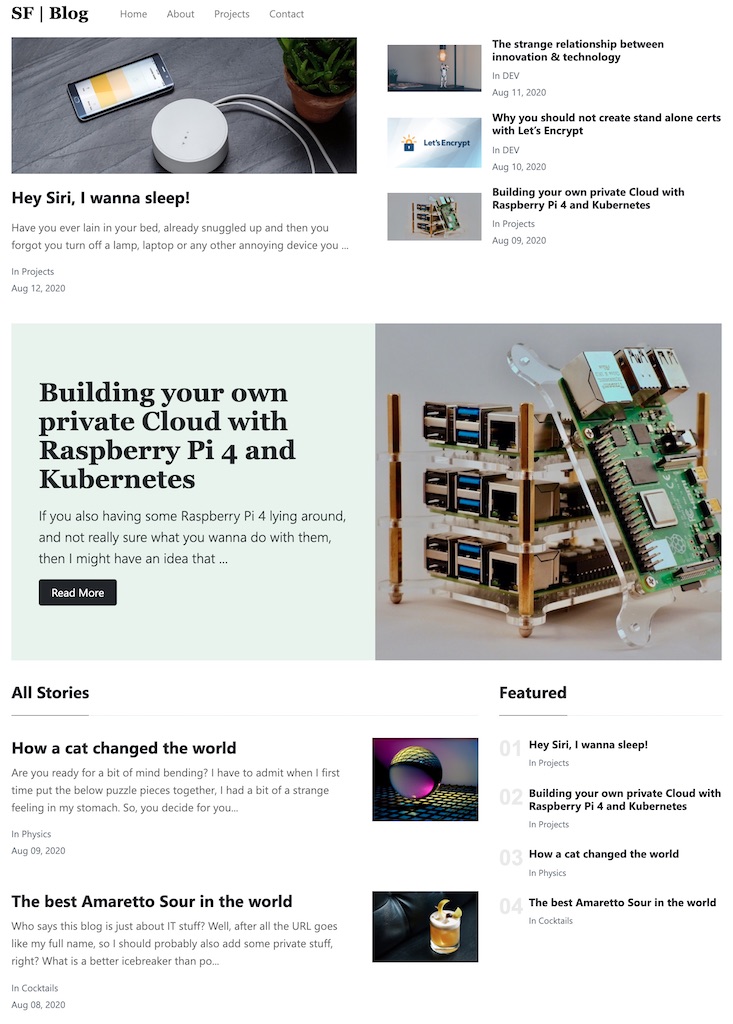 SF | Blog
Home
About
Projects
Contact
Hey Siri, I wanna sleep!
Have you ever lain in your bed, already snuggled up and then you
forgot you turn off a lamp, laptop or any other annoying device you ...
In Projects
Aug 12, 2020
The strange relationship between
innovation & technology
In DEV
Aug 11, 2020
Let's Encrypt
Why you should not create stand alone certs
with Let's Encrypt
In DEV
Aug 10, 2020
Building your own private Cloud with
Raspberry Pi 4 and Kubernetes
In Projects
Aug 09, 2020
Building your own
private Cloud with
Raspberry Pi 4 and
Kubernetes
If you also having some Raspberry Pi 4 lying around,
and not really sure what you wanna do with them,
then I might have an idea that ...
Read More
All Stories
How a cat changed the world
Are you ready for a bit of mind bending? I have to admit when I first
time put the below puzzle pieces together, I had a bit of a strange
feeling in my stomach. So, you decide for you...
In Physics
Aug 09, 2020
The best Amaretto Sour in the world
Who says this blog is just about IT stuff? Well, after all the URL goes
like my full name, so I should probably also add some private stuff,
right? What is a better icebreaker than po...
In Cocktails
Aug 08, 2020
Featured
01
Hey Siri, I wanna sleep!
In Projects
02
Building your own private Cloud with
Raspberry Pi 4 and Kubernetes
In Projects
03
How a cat changed the world
In Physics
04
The best Amaretto Sour in the world
In Cocktails